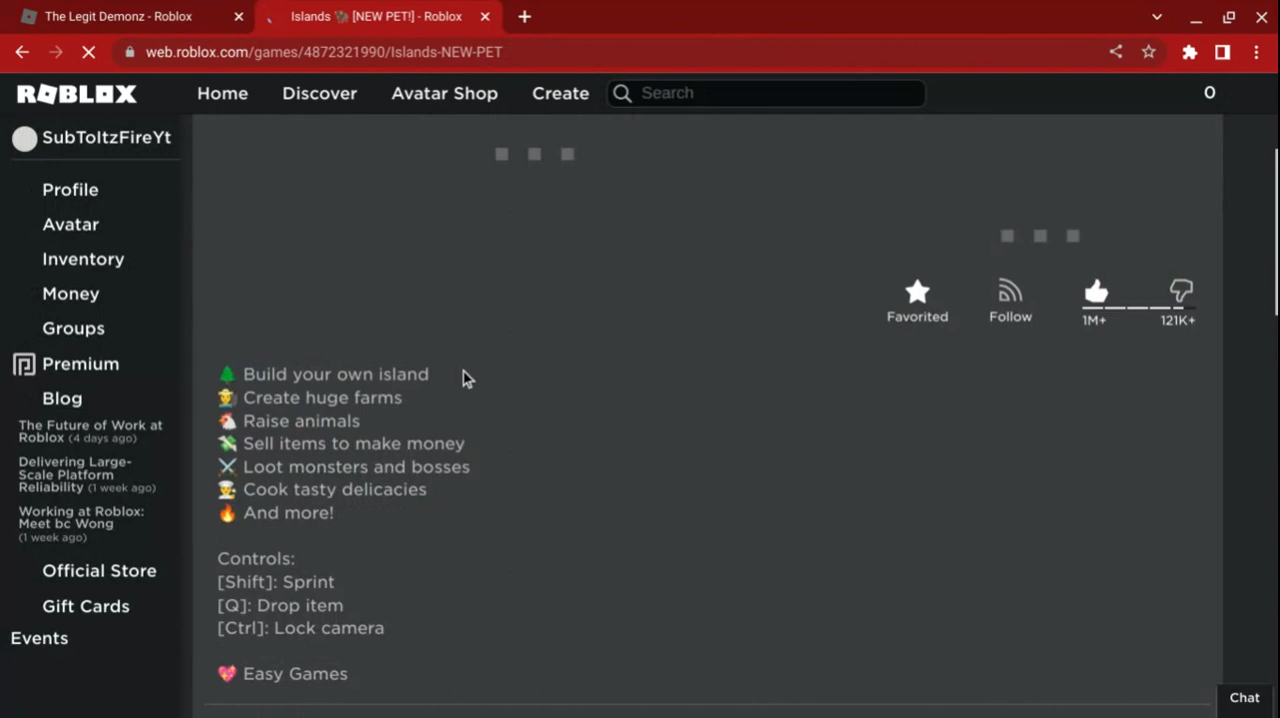 The Legit Demonz - Roblox
Islands 🦬 [NEW PET!] - Roblox
web.roblox.com/games/4872321990/Islands-NEW-PET
ROBLOX
Home
Discover
Avatar Shop
Create
Search
0
SubToItzFireYt
Profile
Avatar
Inventory
Money
Groups
Premium
Blog
The Future of Work at
Roblox (4 days ago)
Delivering Large-
Scale Platform
Reliability (1 week ago)
Working at Roblox:
Meet bc Wong
(1 week ago)
Official Store
Gift Cards
Events
Favorited
Follow
1M+
121K+
🌲 Build your own island
👨‍🌾 Create huge farms
🐔 Raise animals
💸 Sell items to make money
⚔️ Loot monsters and bosses
👨‍🍳 Cook tasty delicacies
🔥 And more!
Controls:
[Shift]: Sprint
[Q]: Drop item
[Ctrl]: Lock camera
💖 Easy Games
Chat